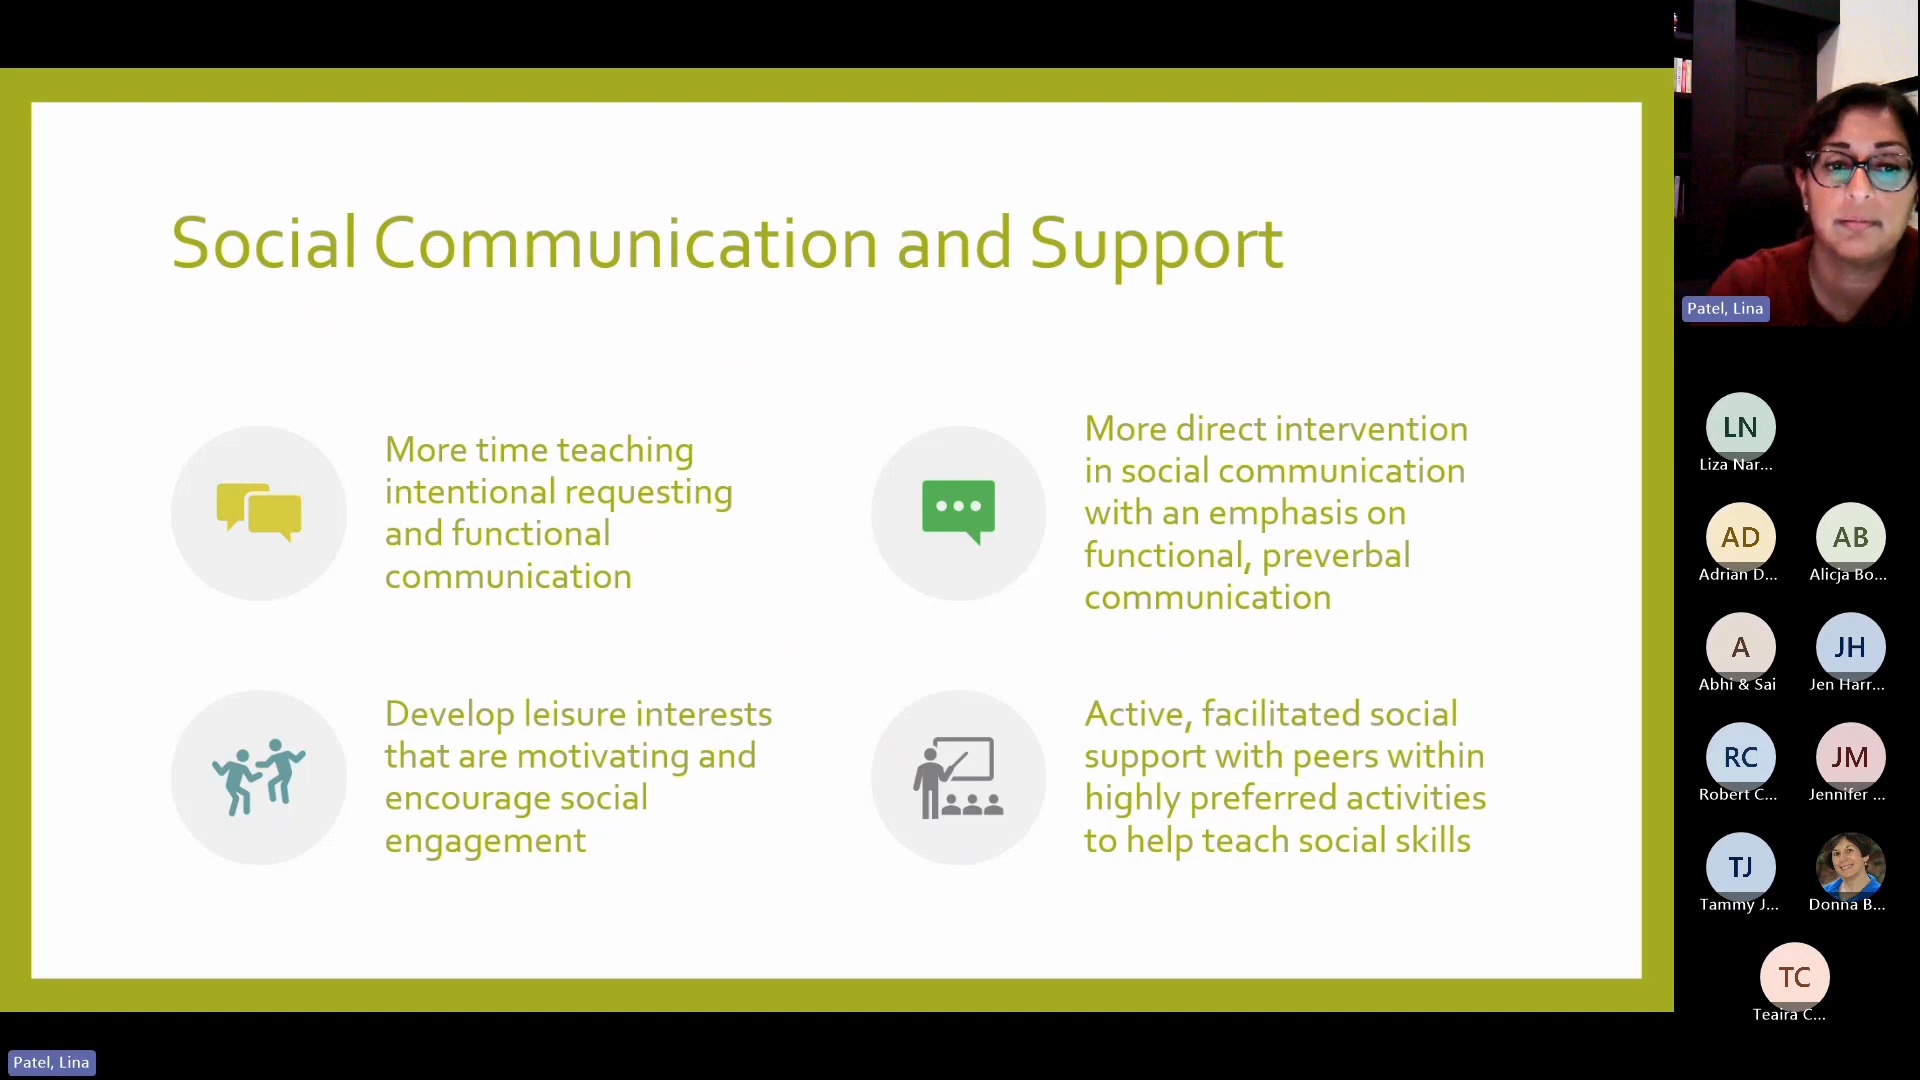 Social Communication and Support
More time teaching
intentional requesting
and functional
communication
More direct intervention
in social communication
with an emphasis on
functional, preverbal
communication
Develop leisure interests
that are motivating and
encourage social
engagement
Active, facilitated social
support with peers within
highly preferred activities
to help teach social skills
Patel, Lina
LN
Liza Nar...
AD
Adrian D...
AB
Alicja Bo...
A
Abhi & Sai
JH
Jen Harr...
RC
Robert C...
JM
Jennifer ...
TJ
Tammy J...
Donna B...
TC
Teaira C...
Patel, Lina